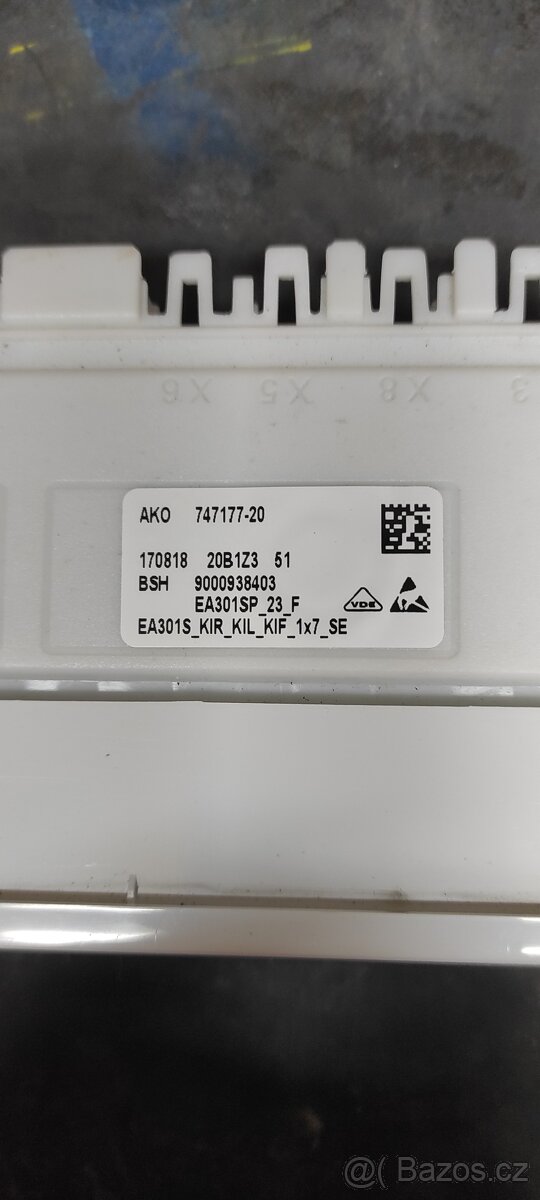 X6 X5 X8 3
AKO 747177-20
170818 20B1Z3 51
BSH 9000938403
EA301SP_23_F
VDE
EA301S_KIR_KIL_KIF_1x7_SE
@( Bazos.cz